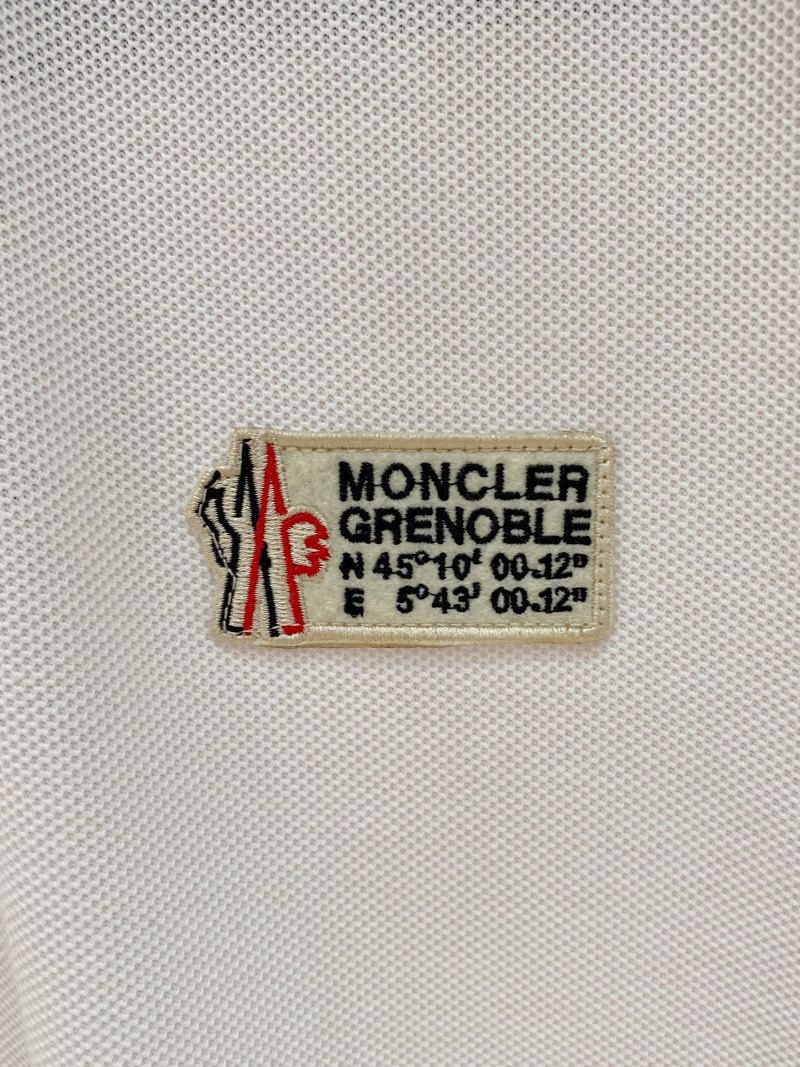 MONCLER
GRENOBLE
N 45°10' 00.12"
E 5°43' 00.12"